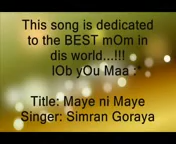 This song is dedicated
to the BEST mOm in
dis world...!!!
lOb yOu Maa :*
Title: Maye ni Maye
Singer: Simran Goraya